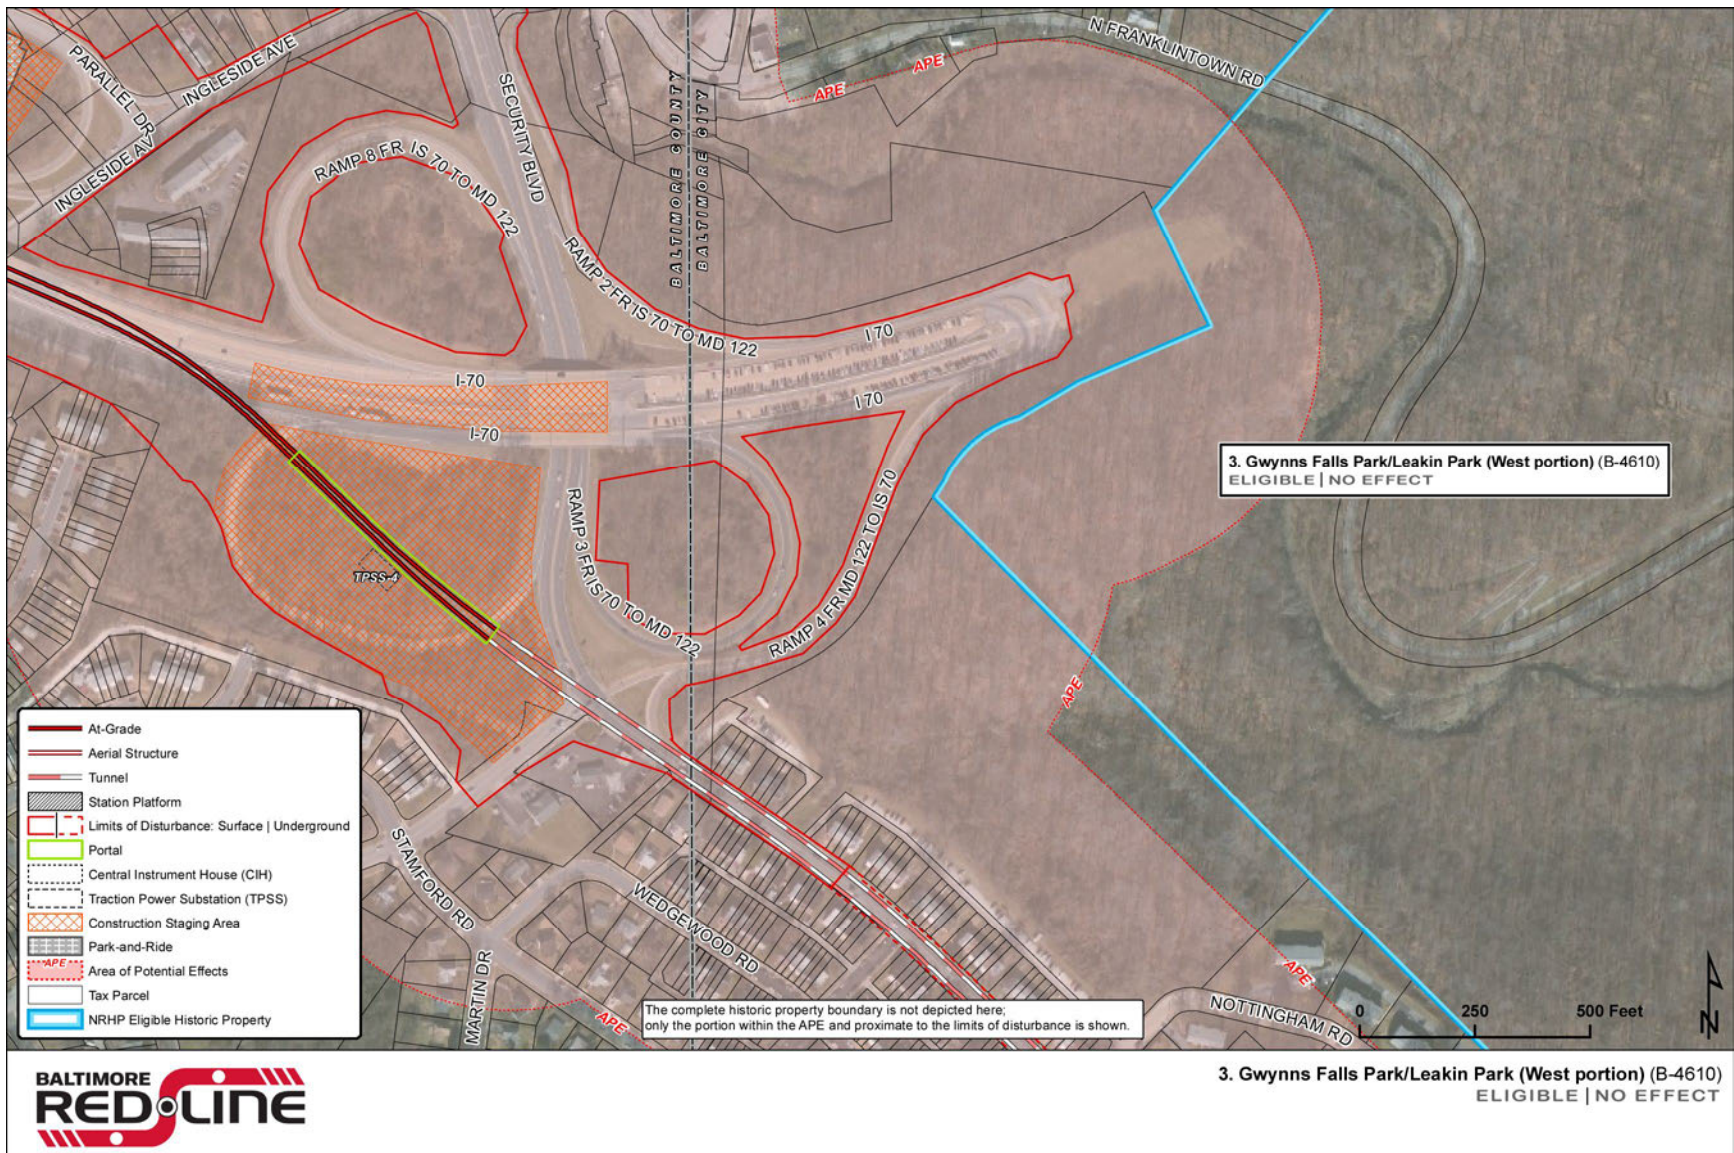 N FRANKLINTOWN RD
APE
APE
PARALLEL DR
INGLESIDE AVE
INGLESIDE AV
SECURITY BLVD
BALTIMORE COUNTY
BALTIMORE CITY
RAMP 8 FR IS 70 TO MD 122
RAMP 2 FR IS 70 TO MD 122
I 70
I-70
I 70
I-70
3. Gwynns Falls Park/Leakin Park (West portion) (B-4610)
ELIGIBLE | NO EFFECT
RAMP 3 FR IS 70 TO MD 122
RAMP 4 FR MD 122 TO IS 70
TPSS-4
APE
At-Grade
Aerial Structure
Tunnel
Station Platform
Limits of Disturbance: Surface | Underground
Portal
Central Instrument House (CIH)
Traction Power Substation (TPSS)
Construction Staging Area
Park-and-Ride
APE
Area of Potential Effects
Tax Parcel
NRHP Eligible Historic Property
STAMFORD RD
WEDGEWOOD RD
MARTIN DR
APE
APE
NOTTINGHAM RD
The complete historic property boundary is not depicted here;
only the portion within the APE and proximate to the limits of disturbance is shown.
0 250 500 Feet
N
BALTIMORE
RED LINE
3. Gwynns Falls Park/Leakin Park (West portion) (B-4610)
ELIGIBLE | NO EFFECT